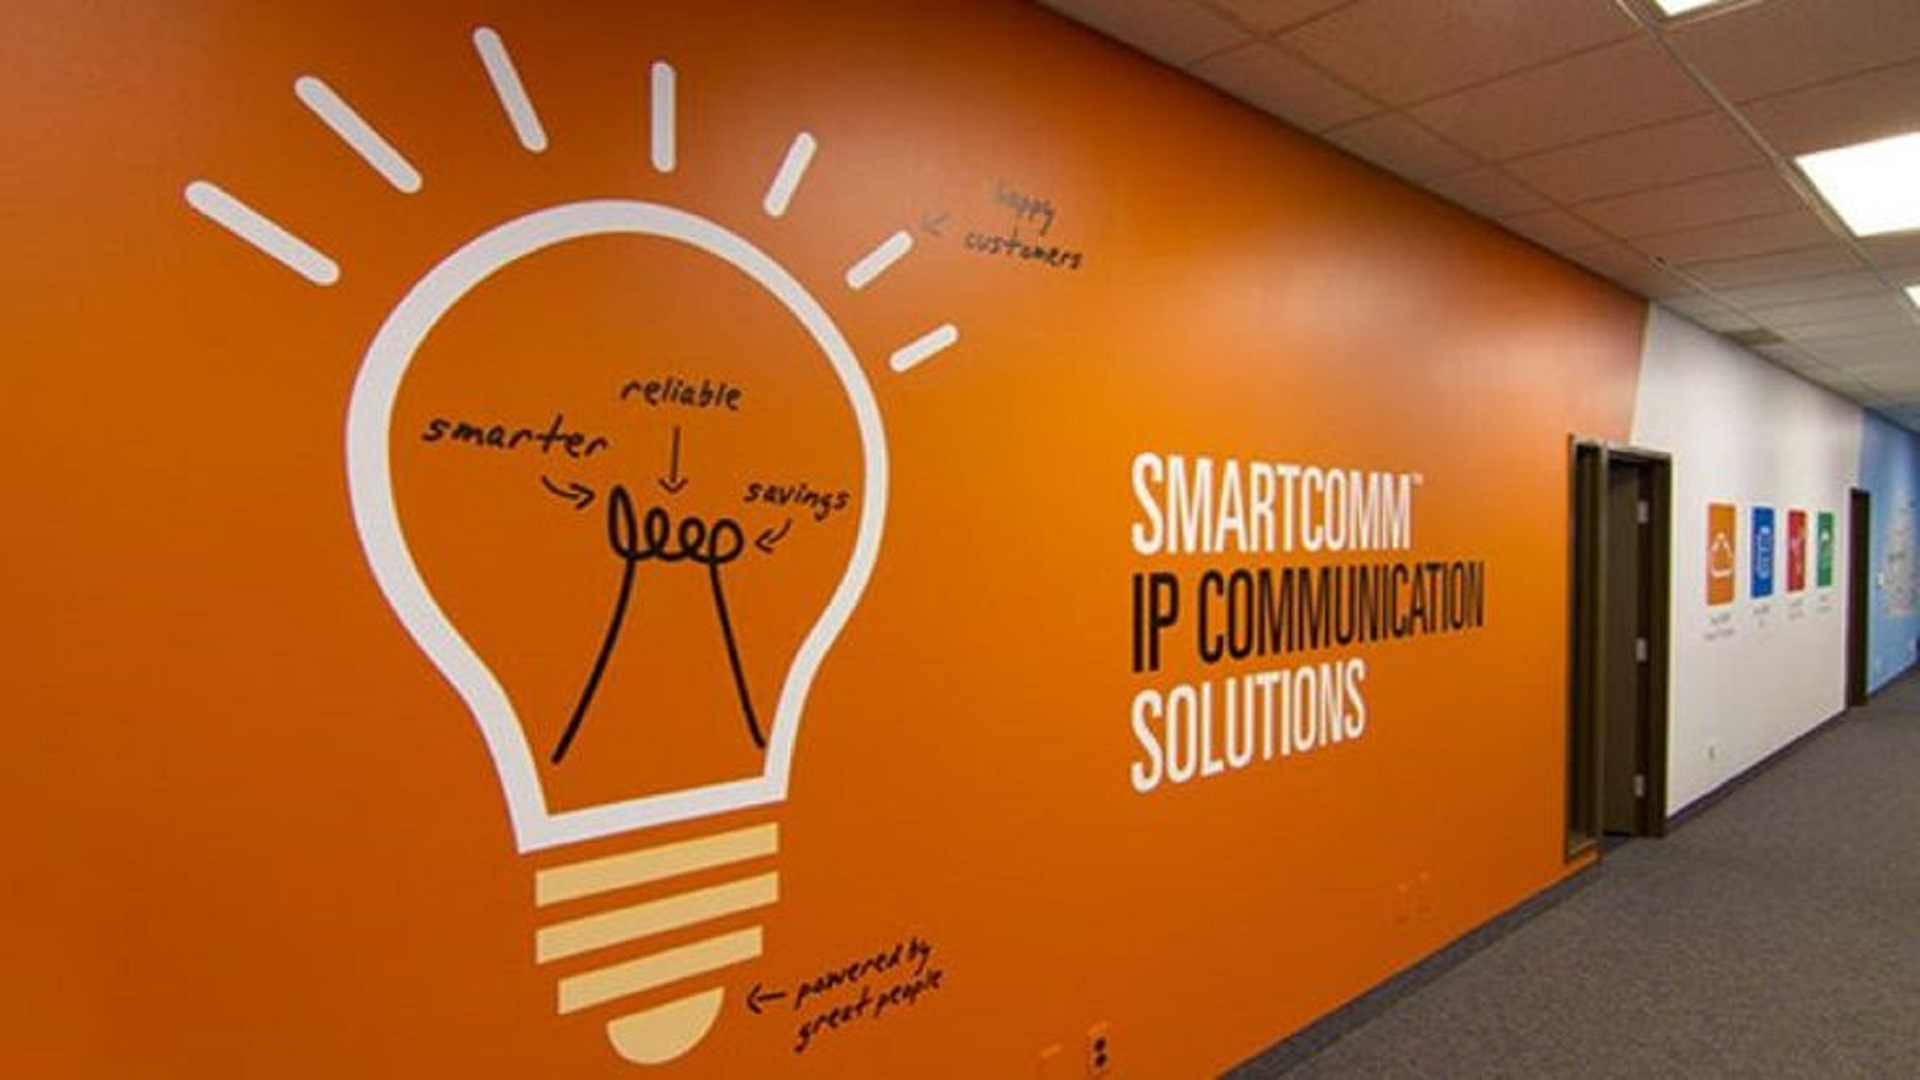 happy
customers
reliable
smarter
savings
SMARTCOMM™
IP COMMUNICATION
SOLUTIONS
powered by
great people